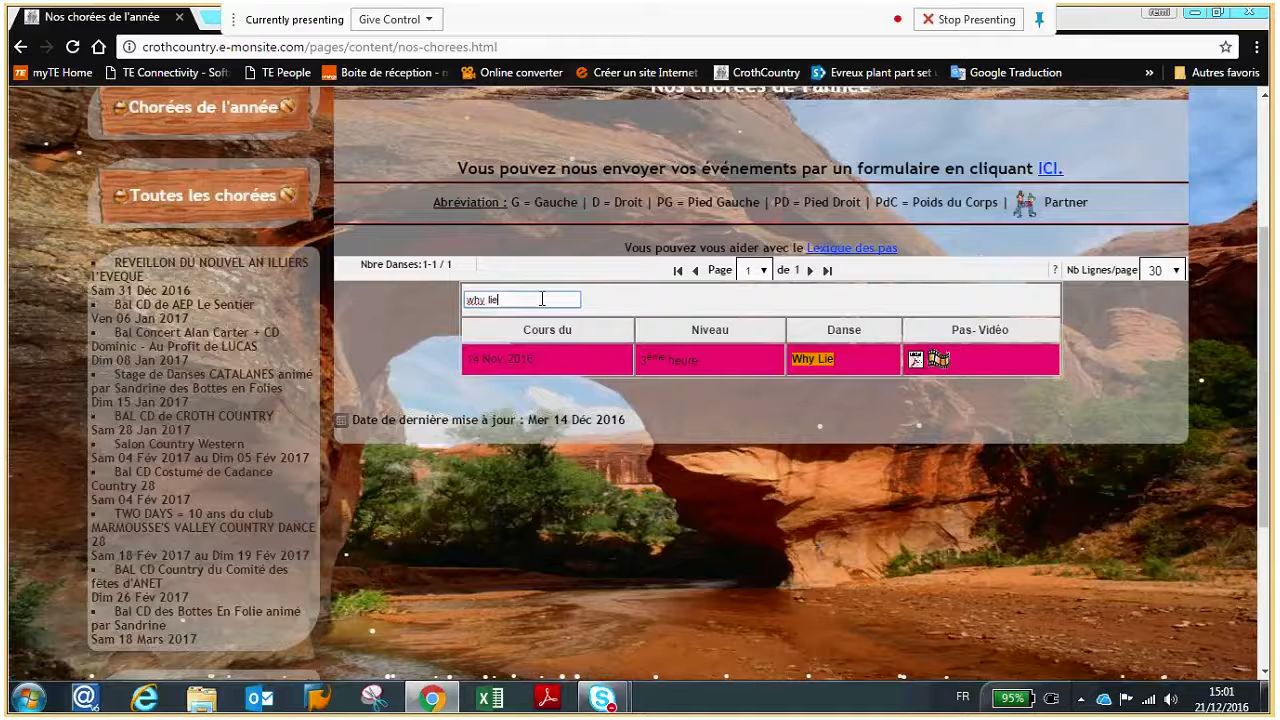 Nos chorées de l'année
Currently presenting
Give Control
Stop Presenting
remi
crothcountry.e-monsite.com/pages/content/nos-chorees.html
myTE Home
TE Connectivity - Soft
TE People
Boite de réception - r
Online converter
Créer un site Internet
CrothCountry
Evreux plant part set
Google Traduction
»
Autres favoris
Nos chorées de l'année
Chorées de l'année
Toutes les chorées
Vous pouvez nous envoyer vos événements par un formulaire en cliquant ICI.
Abréviation : G = Gauche | D = Droit | PG = Pied Gauche | PD = Pied Droit | PdC = Poids du Corps | Partner
Vous pouvez vous aider avec le Lexique des pas
Nbre Danses:1-1 / 1
Page 1 de 1
? Nb Lignes/page 30
why lie
Cours du Niveau Danse Pas- Vidéo
14 Nov. 2016 3ème heure Why Lie
Date de dernière mise à jour : Mer 14 Déc 2016
REVEILLON DU NOUVEL AN ILLIERS
l'EVEQUE
Sam 31 Déc 2016
Bal CD de AEP Le Sentier
Ven 06 Jan 2017
Bal Concert Alan Carter + CD
Dominic - Au Profit de LUCAS
Dim 08 Jan 2017
Stage de Danses CATALANES animé
par Sandrine des Bottes en Folies
Dim 15 Jan 2017
BAL CD de CROTH COUNTRY
Sam 28 Jan 2017
Salon Country Western
Sam 04 Fév 2017 au Dim 05 Fév 2017
Bal CD Costumé de Cadance
Country 28
Sam 04 Fév 2017
TWO DAYS = 10 ans du club
MARMOUSSE'S VALLEY COUNTRY DANCE
28
Sam 18 Fév 2017 au Dim 19 Fév 2017
BAL CD Country du Comité des
fêtes d'ANET
Dim 26 Fév 2017
Bal CD des Bottes En Folie animé
par Sandrine
Sam 18 Mars 2017
FR
95%
15:01
21/12/2016